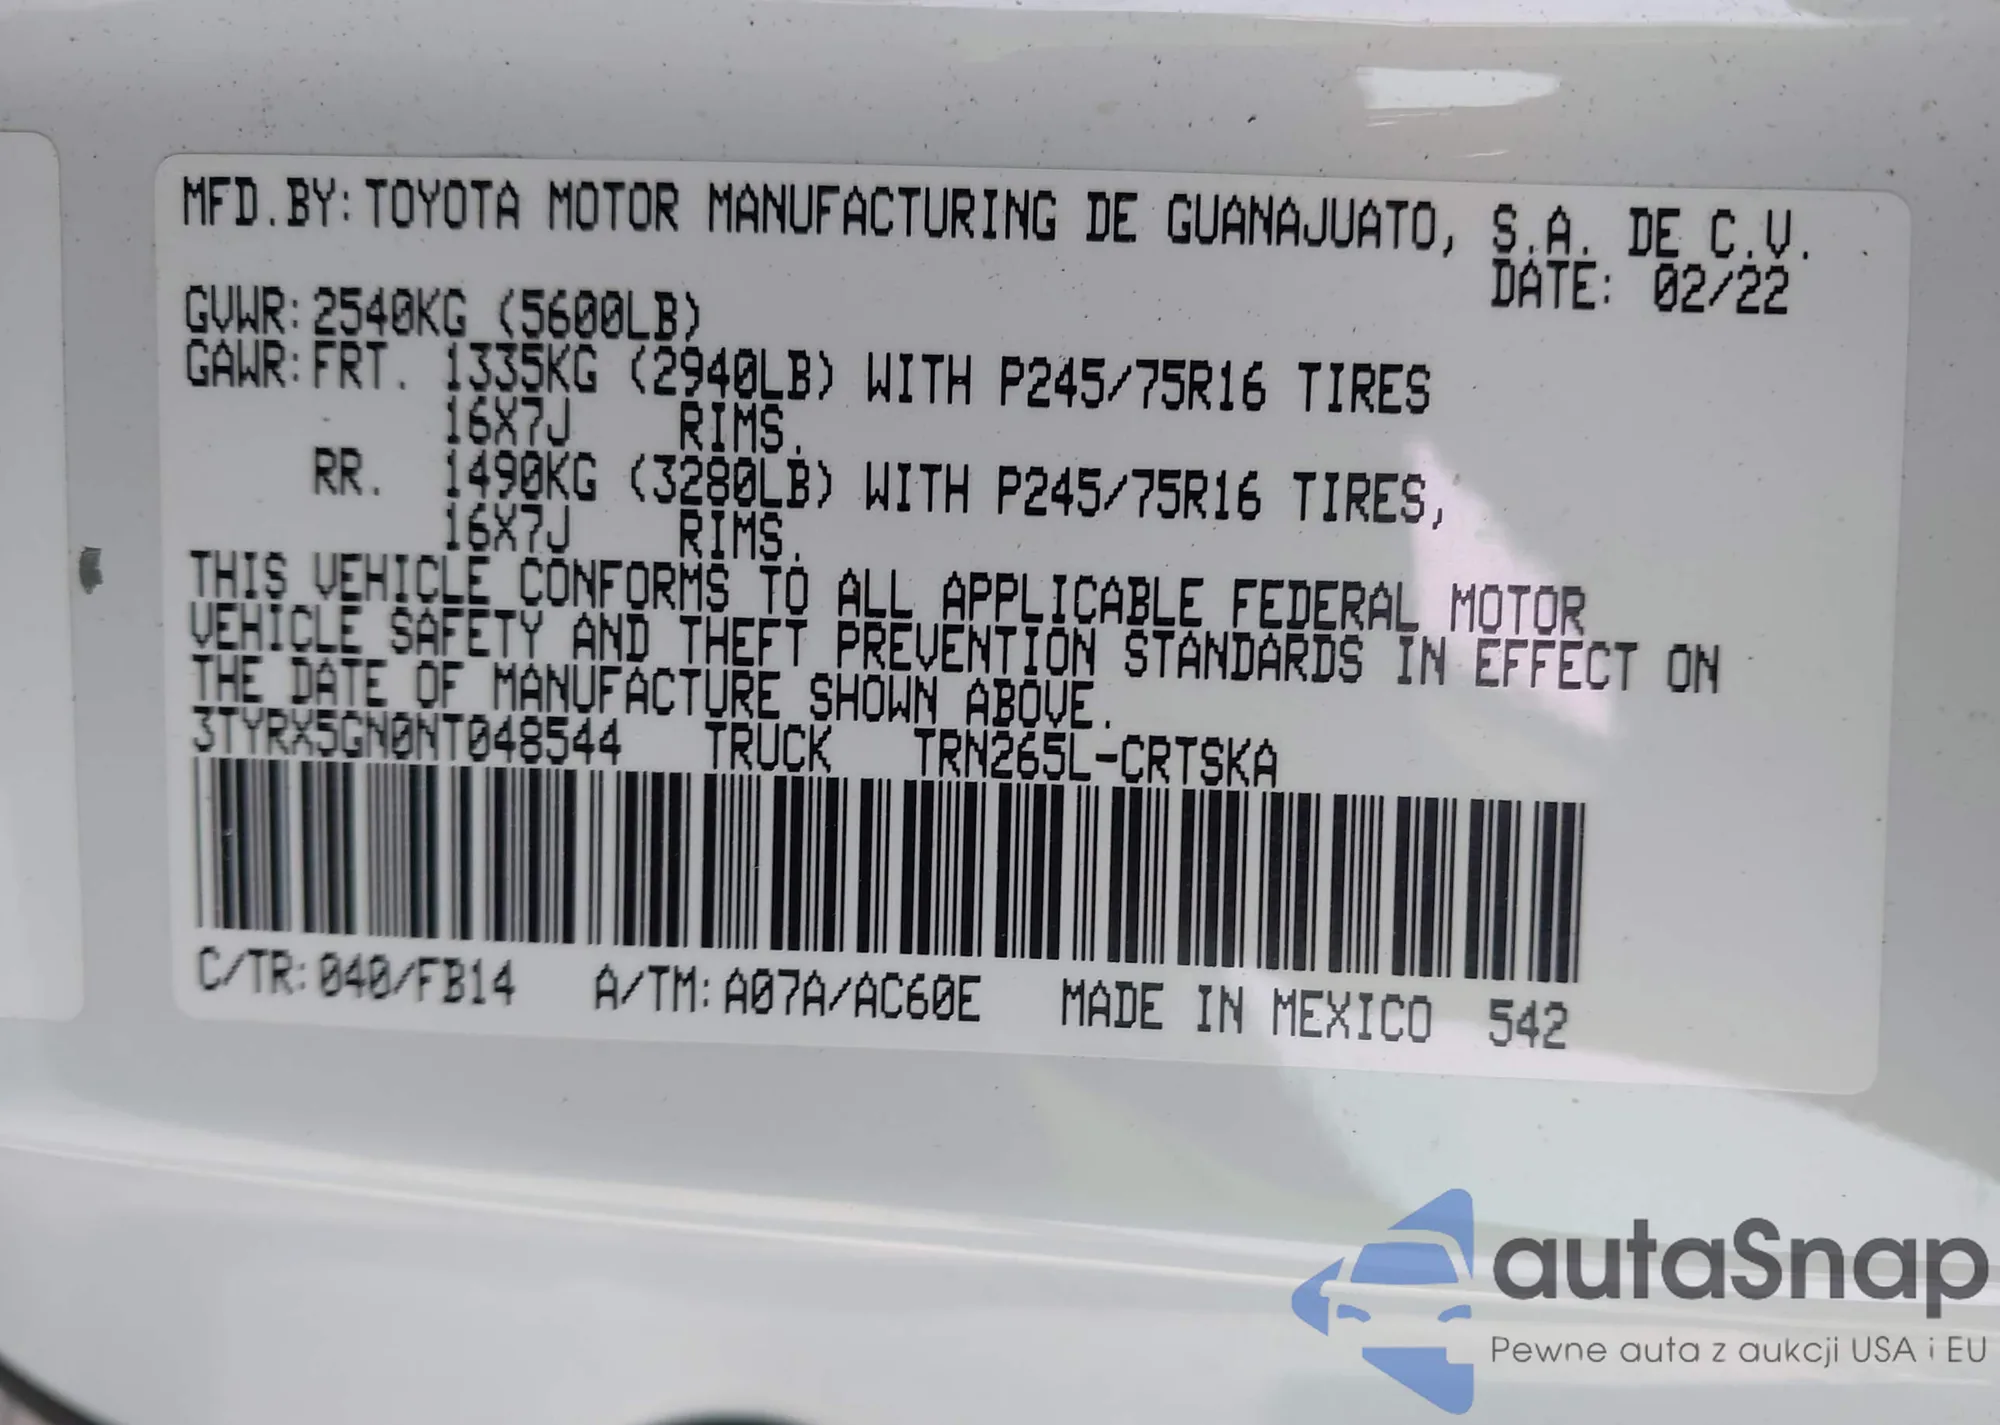 MFD.BY: TOYOTA MOTOR MANUFACTURING DE GUANAJUATO, S.A. DE C.V.
DATE: 02/22
GVWR: 2540KG (5600LB)
GAWR: FRT. 1335KG (2940LB) WITH P245/75R16 TIRES
16X7J RIMS.
RR. 1490KG (3280LB) WITH P245/75R16 TIRES,
16X7J RIMS.
THIS VEHICLE CONFORMS TO ALL APPLICABLE FEDERAL MOTOR
VEHICLE SAFETY AND THEFT PREVENTION STANDARDS IN EFFECT ON
THE DATE OF MANUFACTURE SHOWN ABOVE.
3TYRX5GN0NT048544 TRUCK TRN265L-CRTSKA
C/TR: 040/FB14 A/TM: A07A/AC60E MADE IN MEXICO 542
autaSnap
Pewne auta z aukcji USA i EU